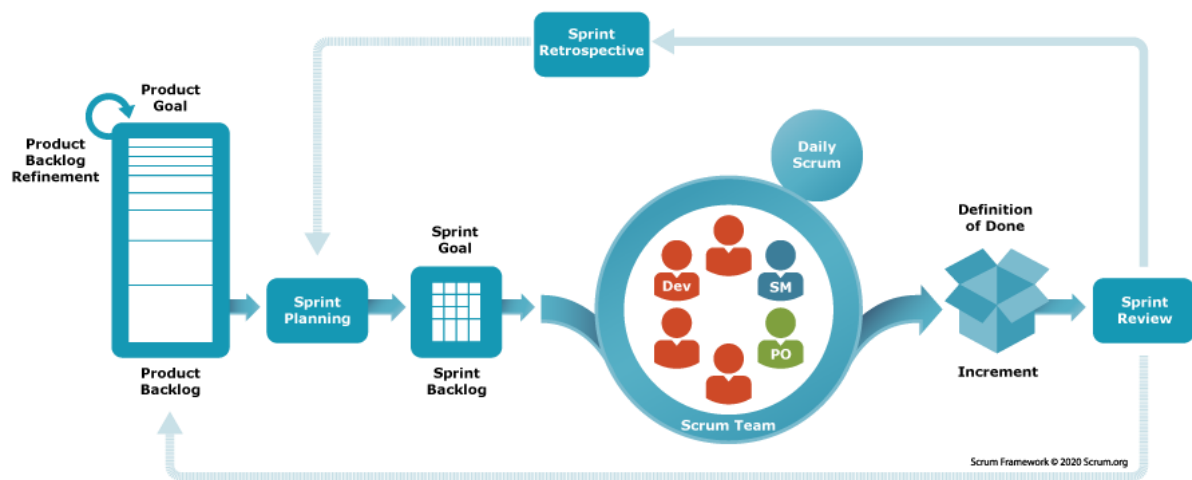 Sprint
Retrospective
Product
Goal
Product
Backlog
Refinement
Daily
Scrum
Sprint
Goal
Definition
of Done
Dev
SM
Sprint
Planning
Sprint
Review
PO
Product
Backlog
Sprint
Backlog
Increment
Scrum Team
Scrum Framework © 2020 Scrum.org